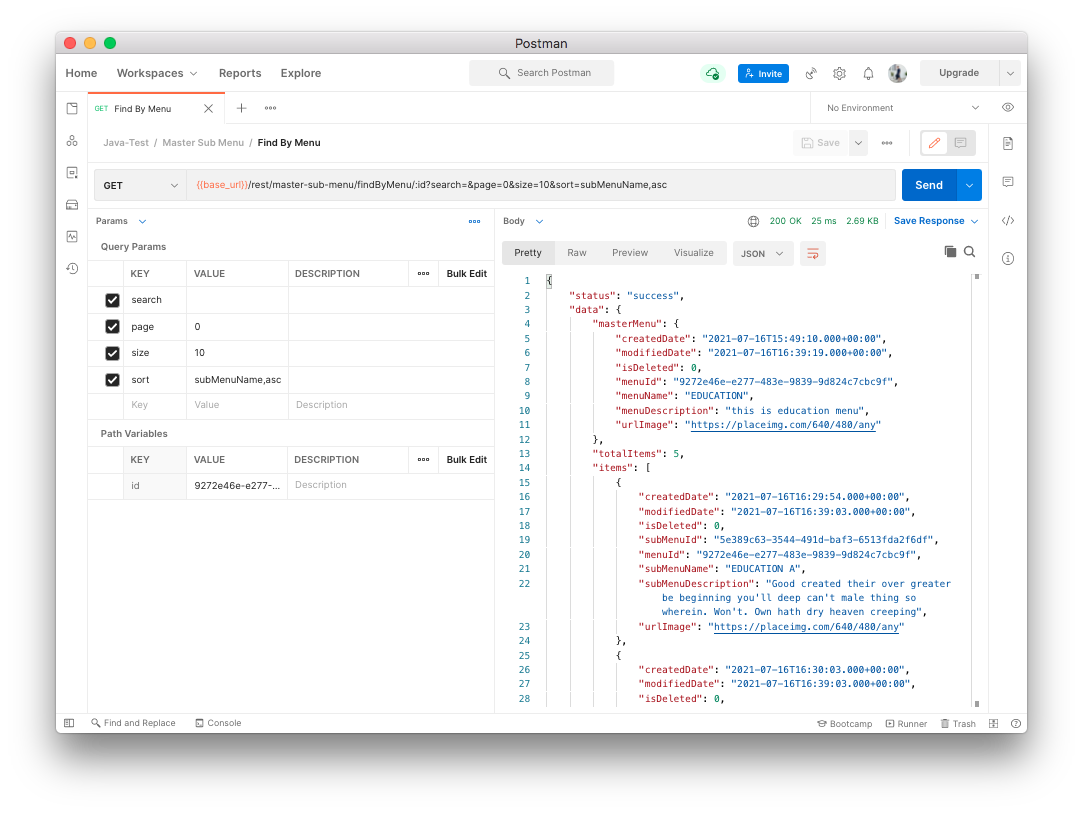 Postman
Home Workspaces Reports Explore Search Postman Invite Upgrade
GET Find By Menu No Environment
Java-Test / Master Sub Menu / Find By Menu Save
GET {{base_url}}/rest/master-sub-menu/findByMenu/:id?search=&page=0&size=10&sort=subMenuName,asc Send
Params
Query Params
KEY VALUE DESCRIPTION Bulk Edit
search
page 0
size 10
sort subMenuName,asc
Key Value Description
Path Variables
KEY VALUE DESCRIPTION Bulk Edit
id 9272e46e-e277-... Description
Body 200 OK 25 ms 2.69 KB Save Response
Pretty Raw Preview Visualize JSON
1 {
2 "status": "success",
3 "data": {
4 "masterMenu": {
5 "createdDate": "2021-07-16T15:49:10.000+00:00",
6 "modifiedDate": "2021-07-16T16:39:19.000+00:00",
7 "isDeleted": 0,
8 "menuId": "9272e46e-e277-483e-9839-9d824c7cbc9f",
9 "menuName": "EDUCATION",
10 "menuDescription": "this is education menu",
11 "urlImage": "https://placeimg.com/640/480/any"
12 },
13 "totalItems": 5,
14 "items": [
15 {
16 "createdDate": "2021-07-16T16:29:54.000+00:00",
17 "modifiedDate": "2021-07-16T16:39:03.000+00:00",
18 "isDeleted": 0,
19 "subMenuId": "5e389c63-3544-491d-baf3-6513fda2f6df",
20 "menuId": "9272e46e-e277-483e-9839-9d824c7cbc9f",
21 "subMenuName": "EDUCATION A",
22 "subMenuDescription": "Good created their over greater
be beginning you'll deep can't male thing so
wherein. Won't. Own hath dry heaven creeping",
23 "urlImage": "https://placeimg.com/640/480/any"
24 },
25 {
26 "createdDate": "2021-07-16T16:30:03.000+00:00",
27 "modifiedDate": "2021-07-16T16:39:03.000+00:00",
28 "isDeleted": 0,
Find and Replace Console Bootcamp Runner Trash